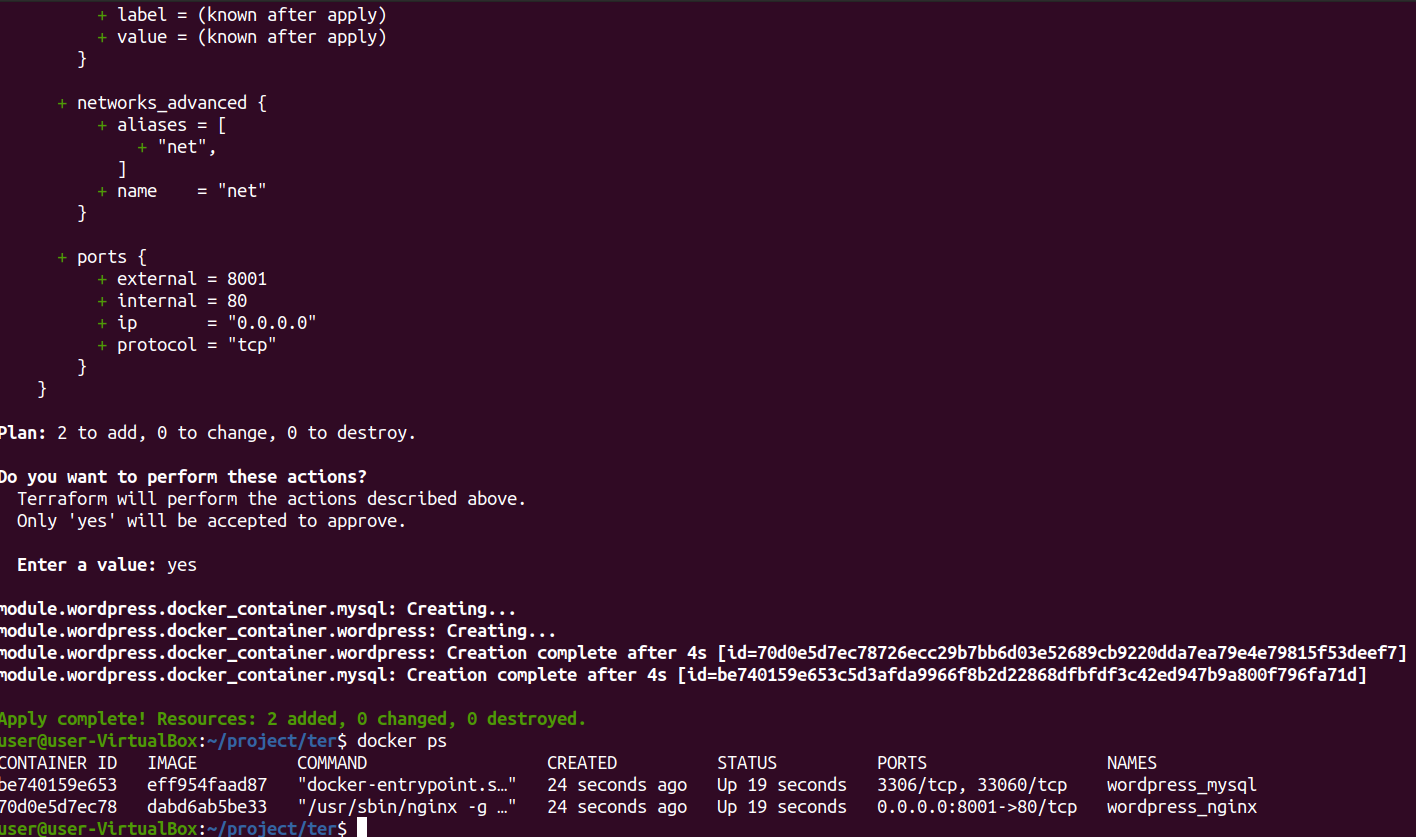 + label = (known after apply)
+ value = (known after apply)
}
+ networks_advanced {
+ aliases = [
+ "net",
]
+ name    = "net"
}
+ ports {
+ external = 8001
+ internal = 80
+ ip       = "0.0.0.0"
+ protocol = "tcp"
}
}
Plan: 2 to add, 0 to change, 0 to destroy.
Do you want to perform these actions?
Terraform will perform the actions described above.
Only 'yes' will be accepted to approve.
Enter a value: yes
module.wordpress.docker_container.mysql: Creating...
module.wordpress.docker_container.wordpress: Creating...
module.wordpress.docker_container.wordpress: Creation complete after 4s [id=70d0e5d7ec78726ecc29b7bb6d03e52689cb9220dda7ea79e4e79815f53deef7]
module.wordpress.docker_container.mysql: Creation complete after 4s [id=be740159e653c5d3afda9966f8b2d22868dfbfdf3c42ed947b9a800f796fa71d]
Apply complete! Resources: 2 added, 0 changed, 0 destroyed.
user@user-VirtualBox:~/project/ter$ docker ps
CONTAINER ID   IMAGE          COMMAND                  CREATED          STATUS          PORTS                  NAMES
be740159e653   eff954faad87   "docker-entrypoint.s…"   24 seconds ago   Up 19 seconds   3306/tcp, 33060/tcp    wordpress_mysql
70d0e5d7ec78   dabd6ab5be33   "/usr/sbin/nginx -g …"   24 seconds ago   Up 19 seconds   0.0.0.0:8001->80/tcp   wordpress_nginx
user@user-VirtualBox:~/project/ter$